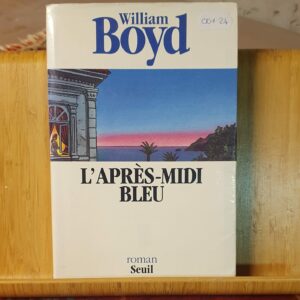 William
Boyd
L'APRÈS-MIDI
BLEU
roman
Seuil